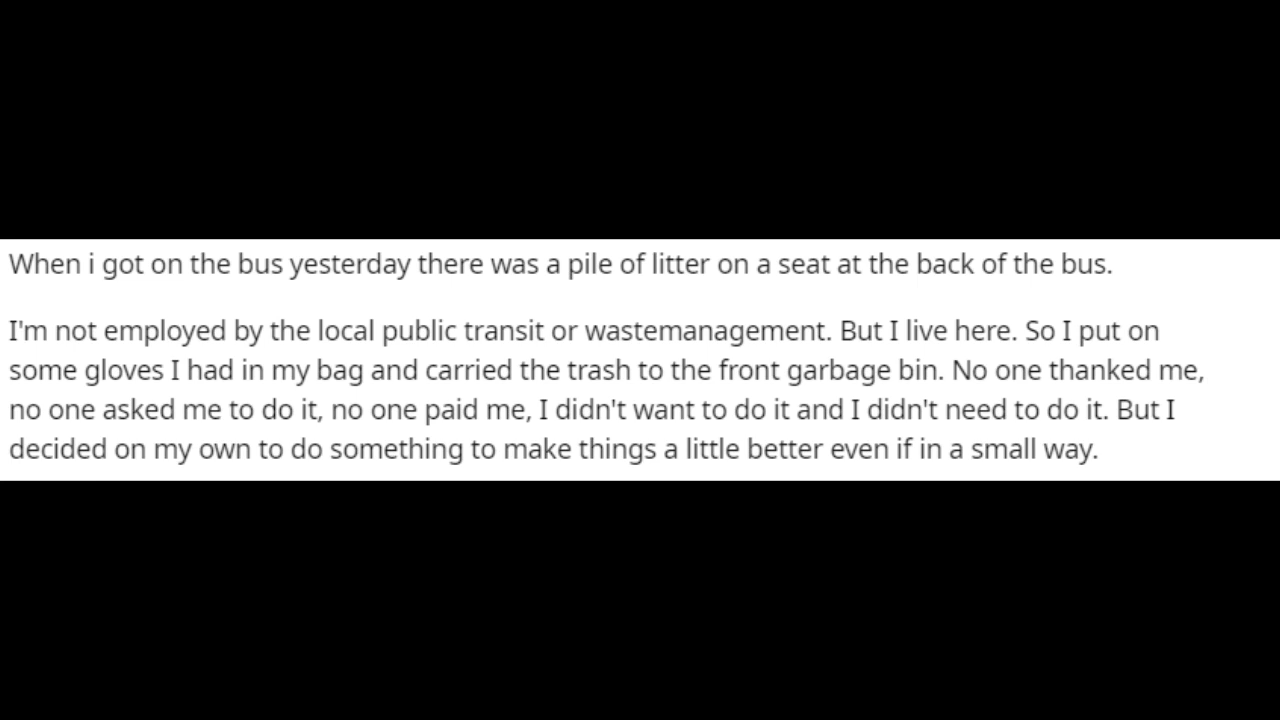 When i got on the bus yesterday there was a pile of litter on a seat at the back of the bus.
I'm not employed by the local public transit or wastemanagement. But I live here. So I put on
some gloves I had in my bag and carried the trash to the front garbage bin. No one thanked me,
no one asked me to do it, no one paid me, I didn't want to do it and I didn't need to do it. But I
decided on my own to do something to make things a little better even if in a small way.